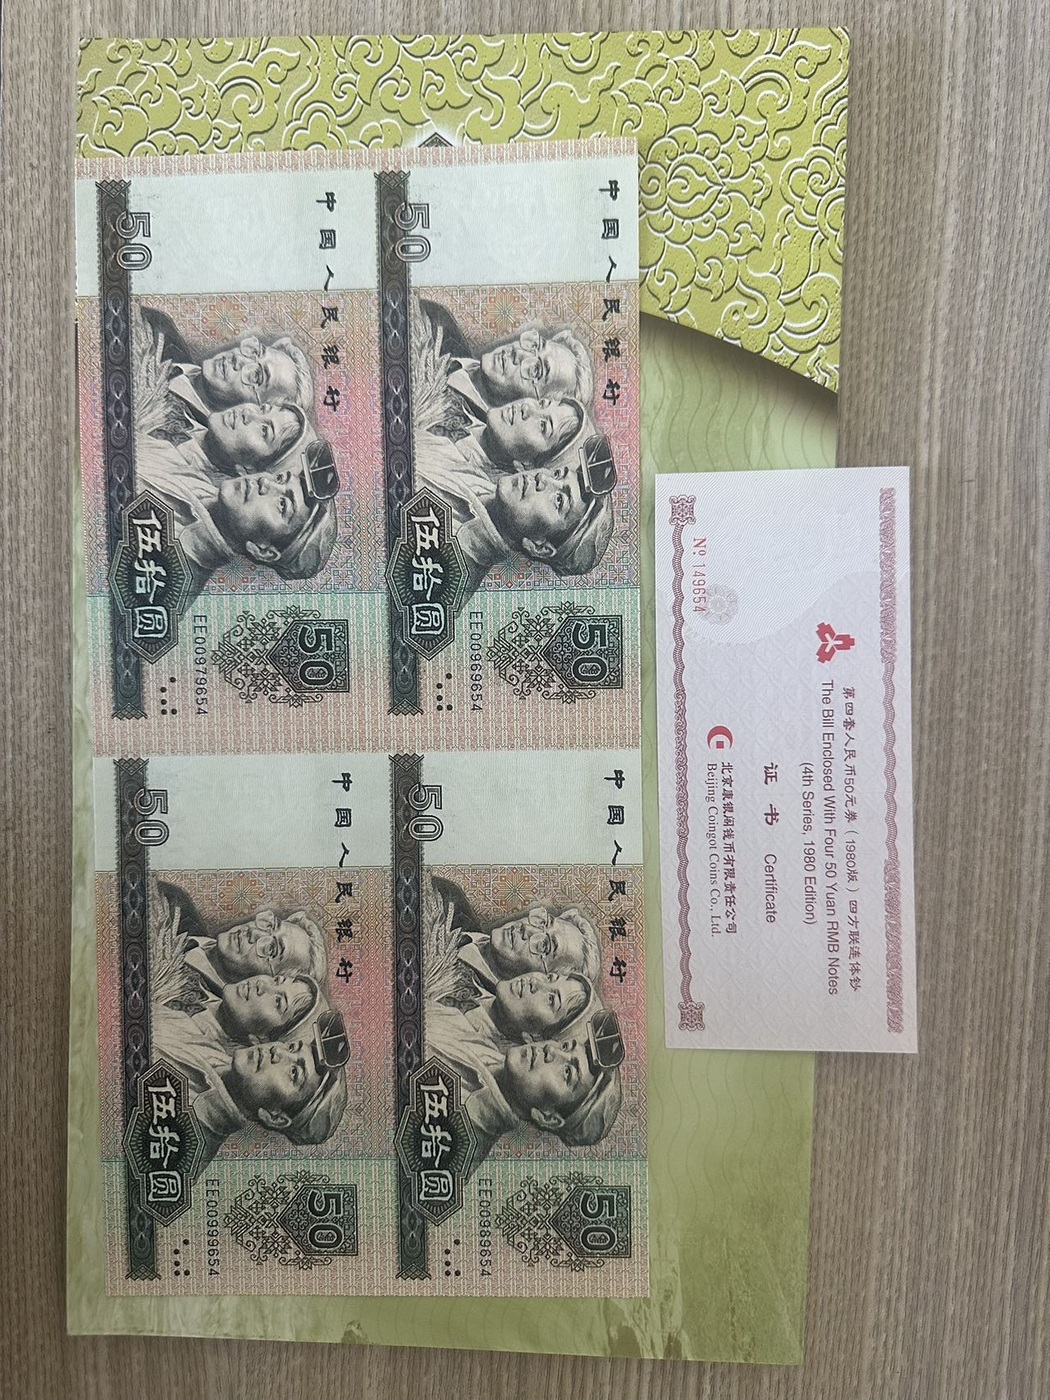 第四套人民币50元券（1980版）四方联连体钞
The Bill Enclosed With Four 50 Yuan RMB Notes
(4th Series, 1980 Edition)
证 书 Certificate
北京康银阁钱币有限责任公司
Beijing Coingot Coins Co., Ltd.
№ 149654
中国人民银行
50
50
伍拾圆
EE00969654
中国人民银行
50
50
伍拾圆
EE00989654
中国人民银行
50
50
伍拾圆
EE00979654
中国人民银行
50
50
伍拾圆
EE00999654